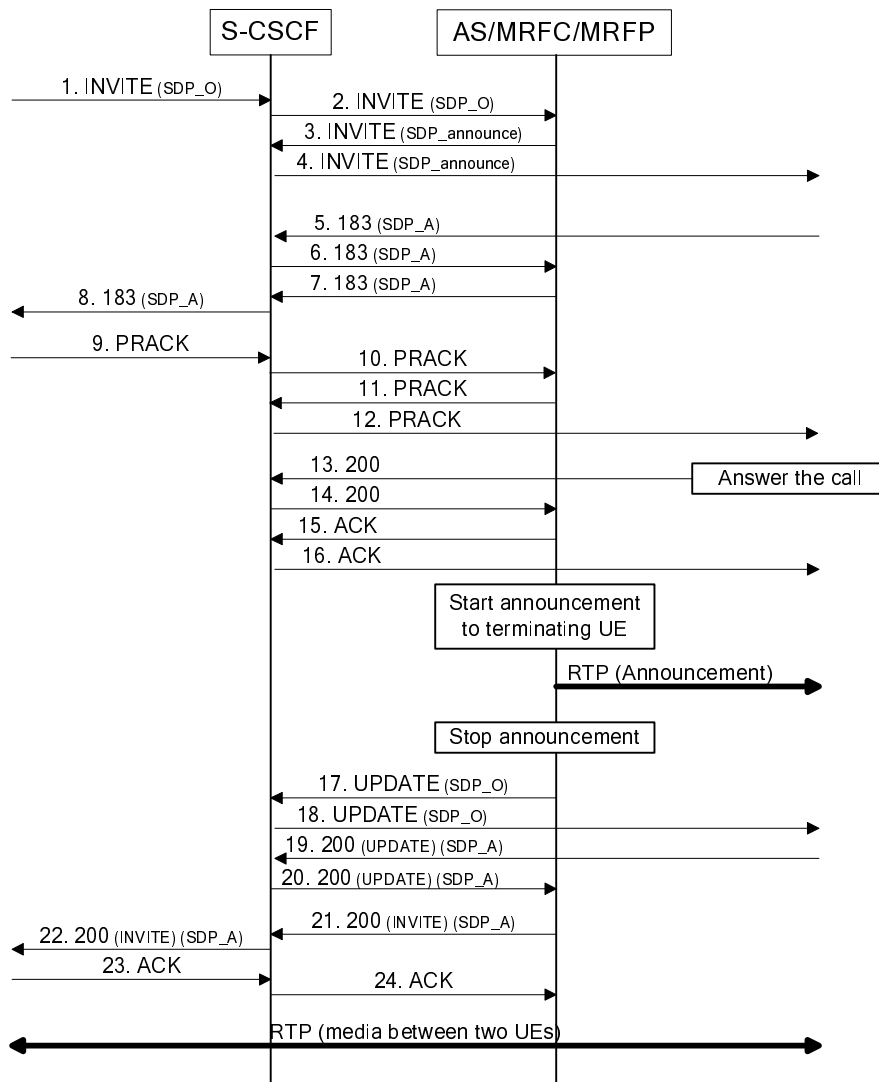 S-CSCF
AS/MRFC/MRFP
1. INVITE (SDP_O)
2. INVITE (SDP_O)
3. INVITE (SDP_announce)
4. INVITE (SDP_announce)
5. 183 (SDP_A)
6. 183 (SDP_A)
7. 183 (SDP_A)
8. 183 (SDP_A)
9. PRACK
10. PRACK
11. PRACK
12. PRACK
13. 200
Answer the call
14. 200
15. ACK
16. ACK
Start announcement
to terminating UE
RTP (Announcement)
Stop announcement
17. UPDATE (SDP_O)
18. UPDATE (SDP_O)
19. 200 (UPDATE) (SDP_A)
20. 200 (UPDATE) (SDP_A)
21. 200 (INVITE) (SDP_A)
22. 200 (INVITE) (SDP_A)
23. ACK
24. ACK
RTP (media between two UEs)